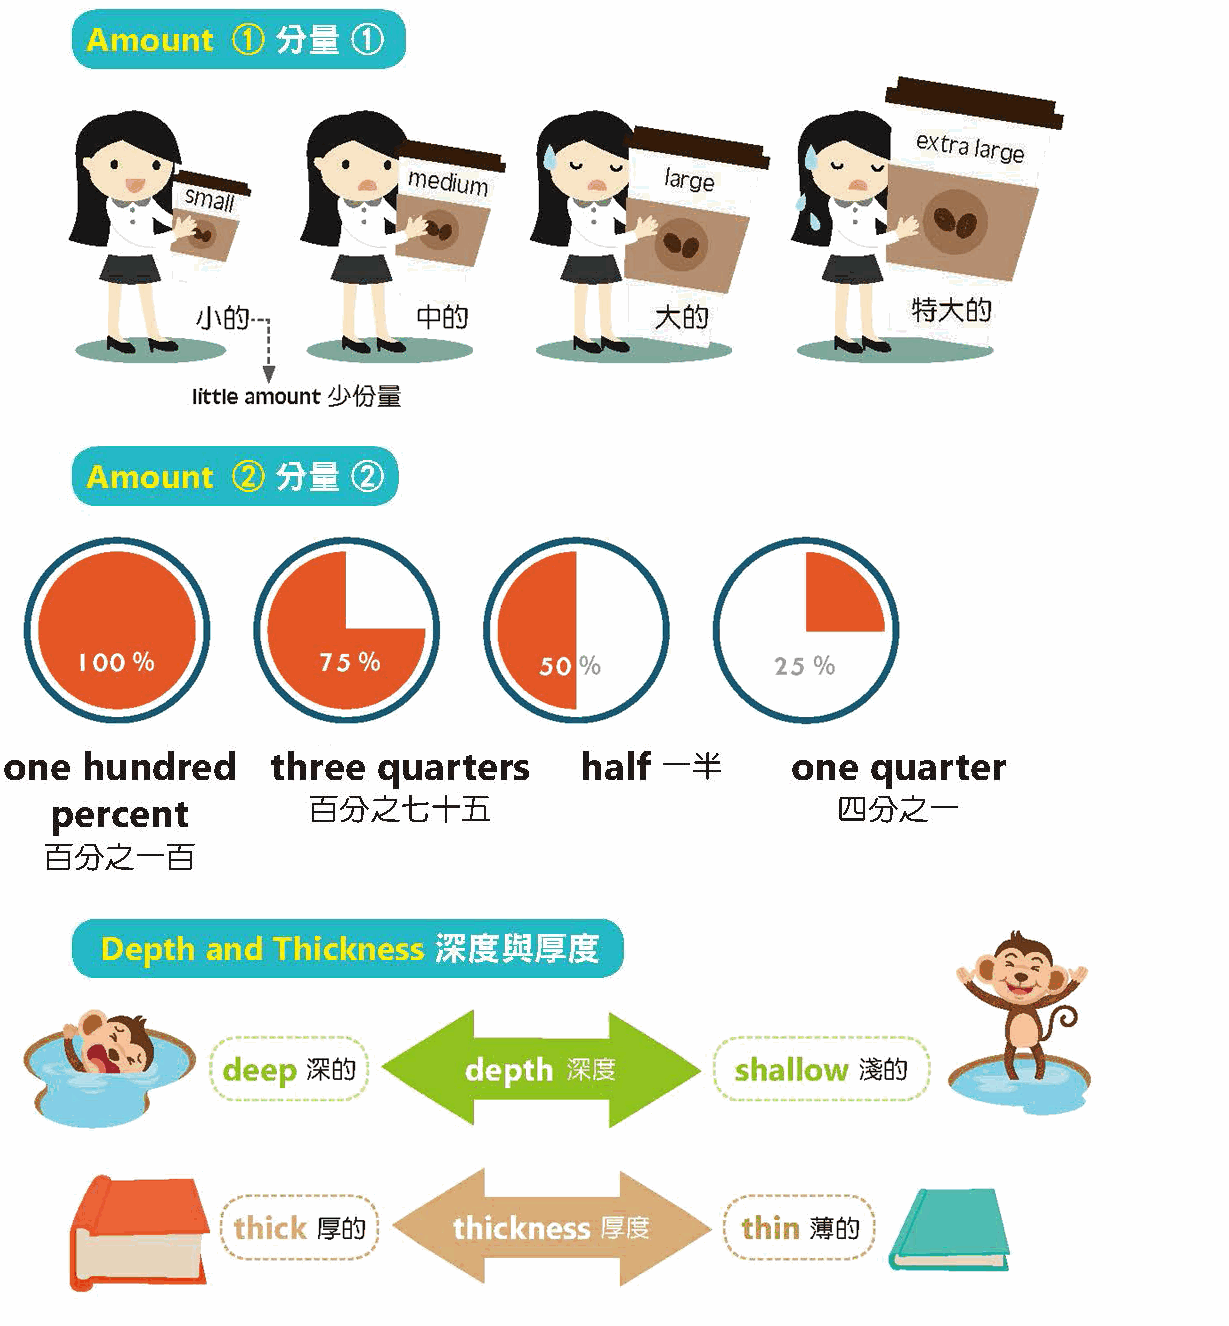 Amount ① 分量 ①
small
medium
large
extra large
小的
中的
大的
特大的
little amount 少份量
Amount ② 分量 ②
100 %
75 %
50 %
25 %
one hundred percent
百分之一百
three quarters
百分之七十五
half 一半
one quarter
四分之一
Depth and Thickness 深度與厚度
deep 深的
depth 深度
shallow 淺的
thick 厚的
thickness 厚度
thin 薄的